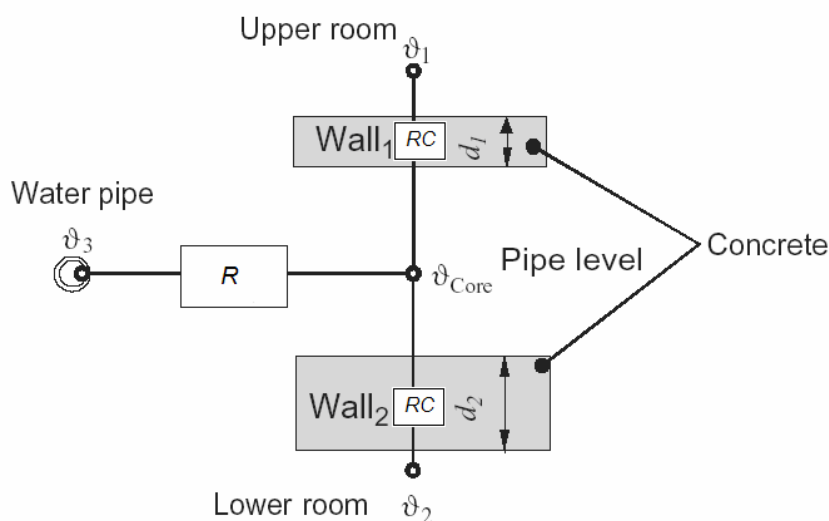 Upper room
ϑ1
Wall1
RC
d1
Water pipe
ϑ3
R
ϑCore
Pipe level
Concrete
Wall2
RC
d2
Lower room
ϑ2